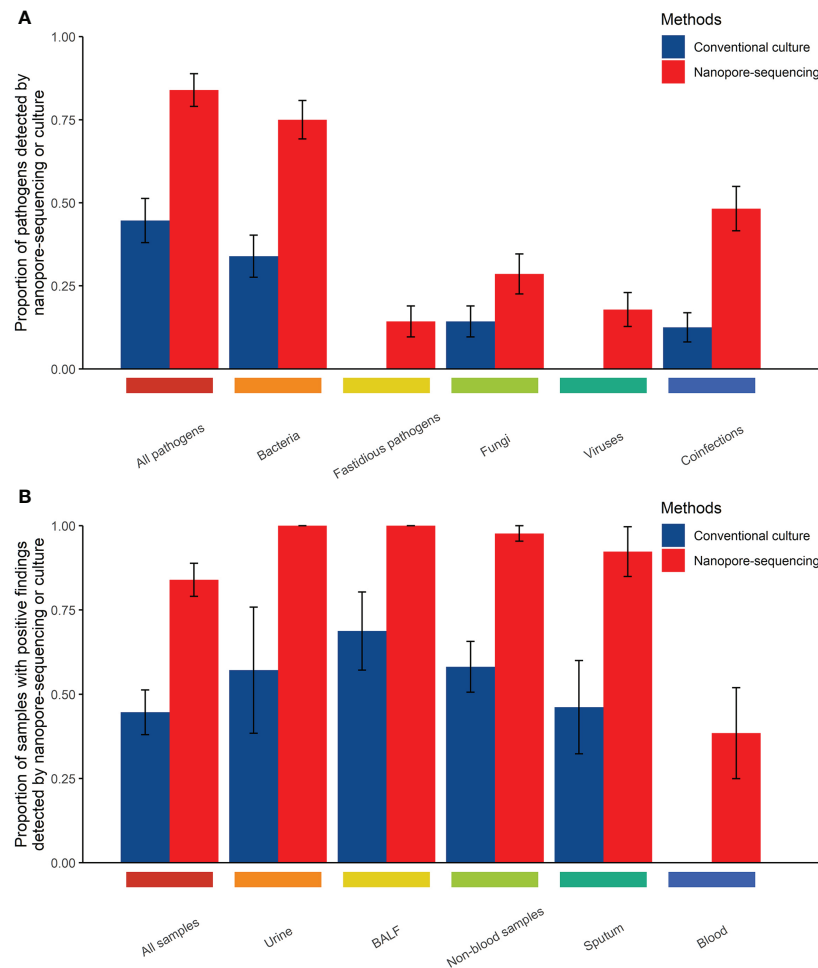 A
Methods
Conventional culture
Nanopore-sequencing
Proportion of pathogens detected by
nanopore-sequencing or culture
1.00
0.75
0.50
0.25
0.00
All pathogens
Bacteria
Fastidious pathogens
Fungi
Viruses
Coinfections
B
Methods
Conventional culture
Nanopore-sequencing
Proportion of samples with positive findings
detected by nanopore-sequencing or culture
1.00
0.75
0.50
0.25
0.00
All samples
Urine
BALF
Non-blood samples
Sputum
Blood